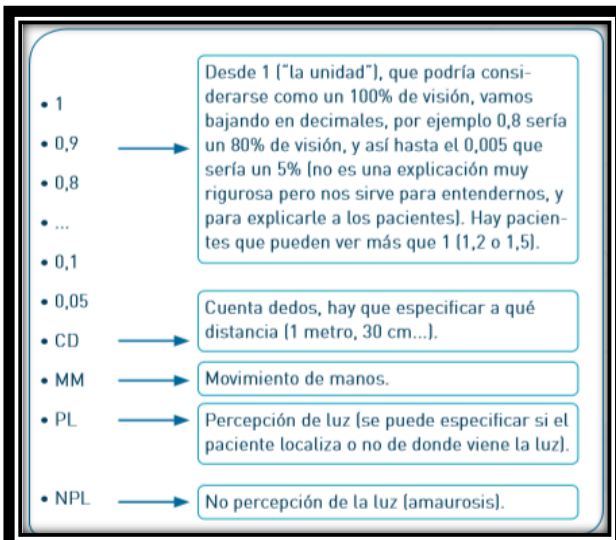 • 1
• 0,9
• 0,8
• ...
• 0,1
• 0,05
• CD
• MM
• PL
• NPL
Desde 1 ("la unidad"), que podría consi-
derarse como un 100% de visión, vamos
bajando en decimales, por ejemplo 0,8 sería
un 80% de visión, y así hasta el 0,005 que
sería un 5% (no es una explicación muy
rigurosa pero nos sirve para entendernos, y
para explicarle a los pacientes). Hay pacien-
tes que pueden ver más que 1 (1,2 o 1,5).
Cuenta dedos, hay que especificar a qué
distancia (1 metro, 30 cm...).
Movimiento de manos.
Percepción de luz (se puede especificar si el
paciente localiza o no de donde viene la luz).
No percepción de la luz (amaurosis).